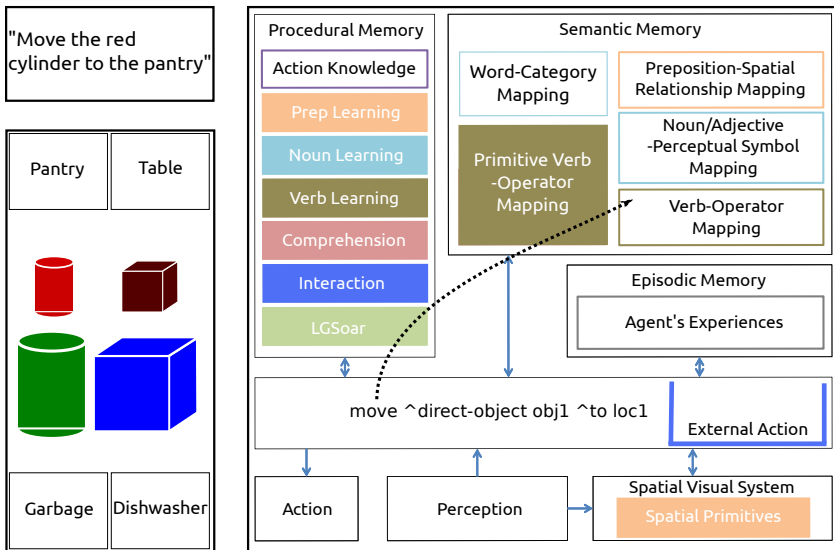 "Move the red
cylinder to the pantry"
Pantry
Table
Garbage
Dishwasher
Procedural Memory
Action Knowledge
Prep Learning
Noun Learning
Verb Learning
Comprehension
Interaction
LGSoar
Semantic Memory
Word-Category
Mapping
Primitive Verb
-Operator
Mapping
Preposition-Spatial
Relationship Mapping
Noun/Adjective
-Perceptual Symbol
Mapping
Verb-Operator
Mapping
Episodic Memory
Agent's Experiences
move ^direct-object obj1 ^to loc1
External Action
Action
Perception
Spatial Visual System
Spatial Primitives